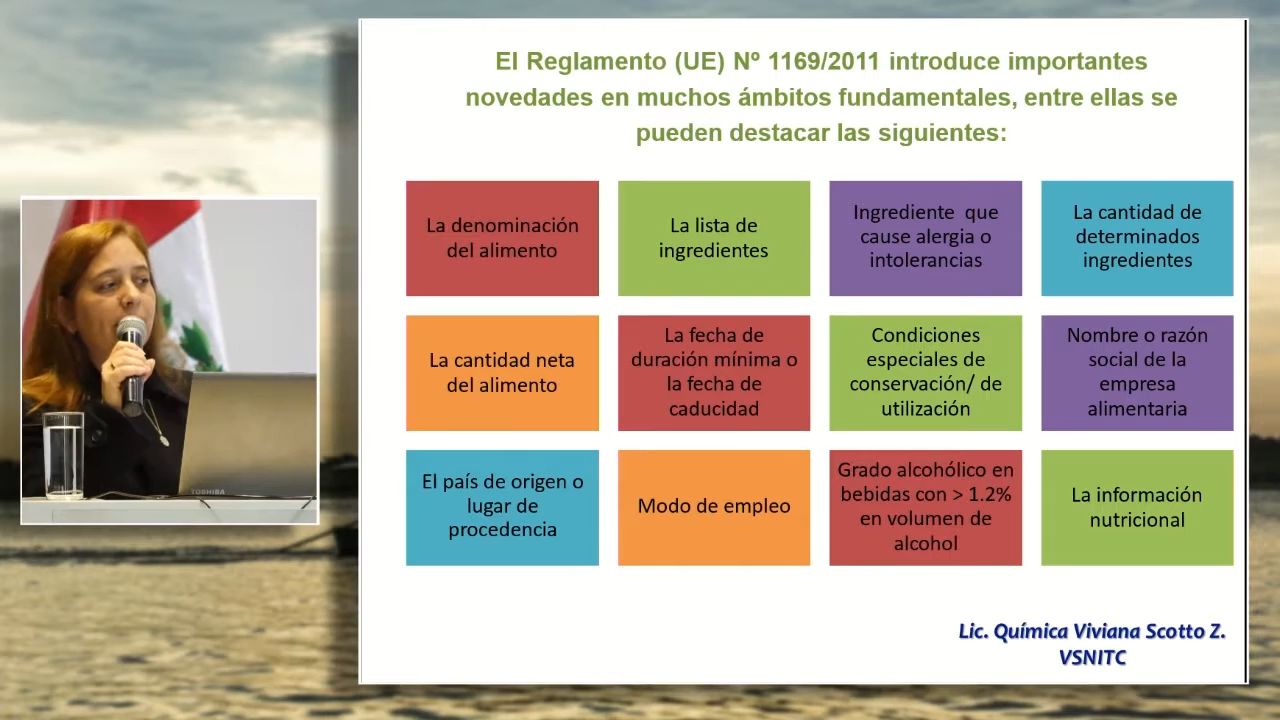 El Reglamento (UE) Nº 1169/2011 introduce importantes
novedades en muchos ámbitos fundamentales, entre ellas se
pueden destacar las siguientes:
La denominación
del alimento
La lista de
ingredientes
Ingrediente que
cause alergia o
intolerancias
La cantidad de
determinados
ingredientes
La cantidad neta
del alimento
La fecha de
duración mínima o
la fecha de
caducidad
Condiciones
especiales de
conservación/ de
utilización
Nombre o razón
social de la
empresa
alimentaria
El país de origen o
lugar de
procedencia
Modo de empleo
Grado alcohólico en
bebidas con > 1.2%
en volumen de
alcohol
La información
nutricional
Lic. Química Viviana Scotto Z.
VSNITC
TOSHIBA